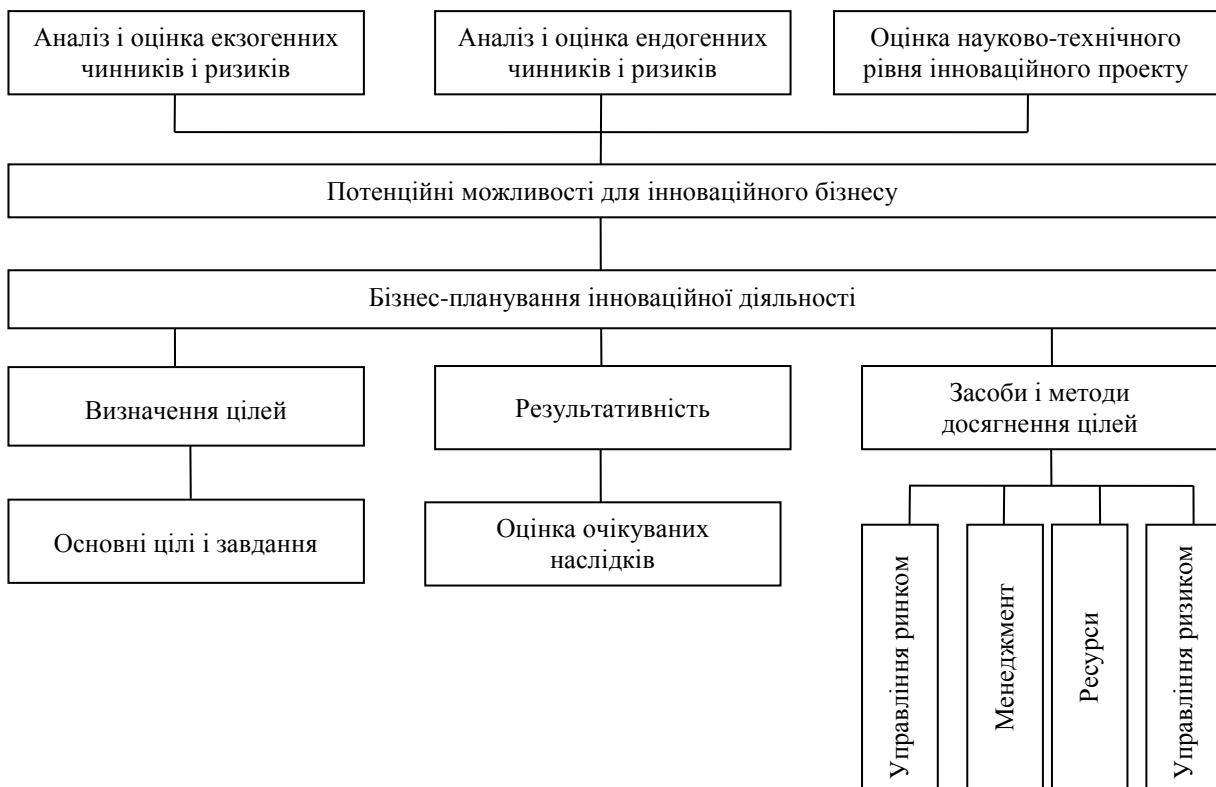 Аналіз і оцінка екзогенних
чинників і ризиків
Аналіз і оцінка ендогенних
чинників і ризиків
Оцінка науково-технічного
рівня інноваційного проекту
Потенційні можливості для інноваційного бізнесу
Бізнес-планування інноваційної діяльності
Визначення цілей
Результативність
Засоби і методи
досягнення цілей
Основні цілі і завдання
Оцінка очікуваних
наслідків
Управління ринком
Менеджмент
Ресурси
Управління ризиком